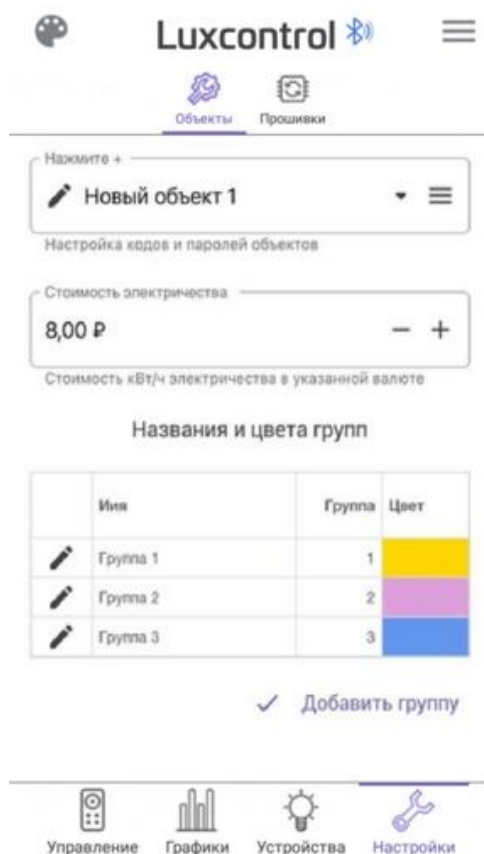 Luxcontrol
Объекты Прошивки
Нажмите +
Новый объект 1
Настройка кодов и паролей объектов
Стоимость электричества
8,00 ₽
Стоимость кВт/ч электричества в указанной валюте
Названия и цвета групп
Имя Группа Цвет
Группа 1 1
Группа 2 2
Группа 3 3
Добавить группу
Управление Графики Устройства Настройки